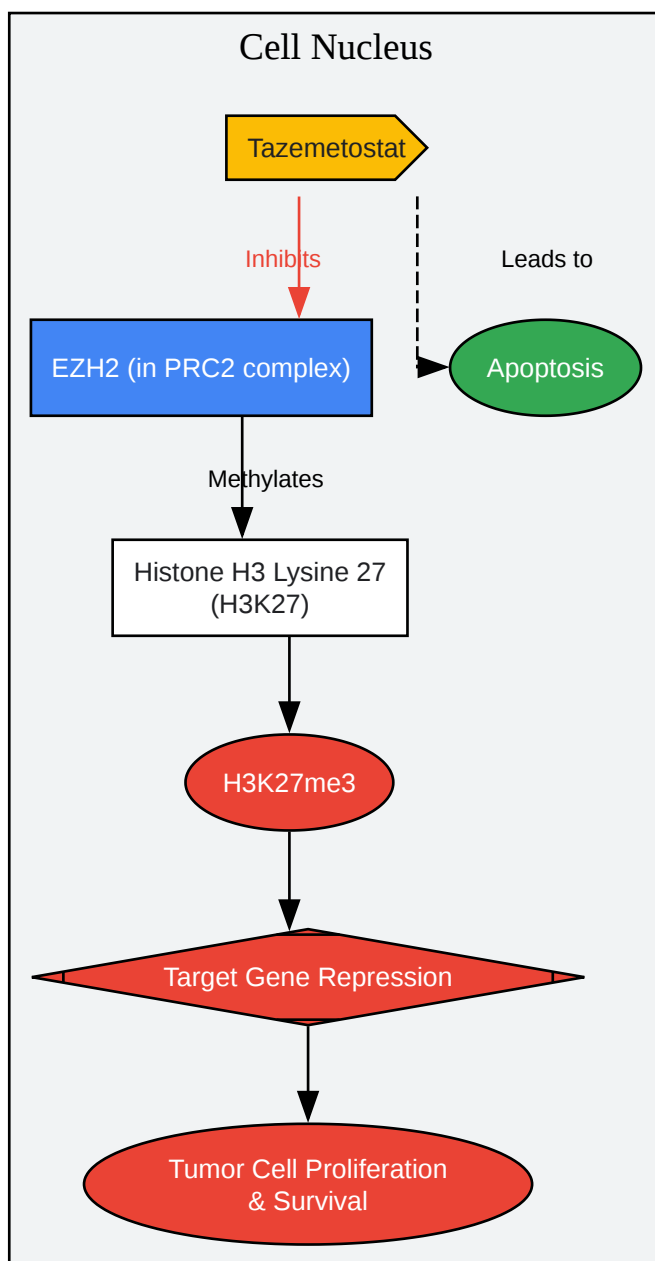 Cell Nucleus
Tazemetostat
Inhibits
Leads to
EZH2 (in PRC2 complex)
Apoptosis
Methylates
Histone H3 Lysine 27
(H3K27)
H3K27me3
Target Gene Repression
Tumor Cell Proliferation
& Survival